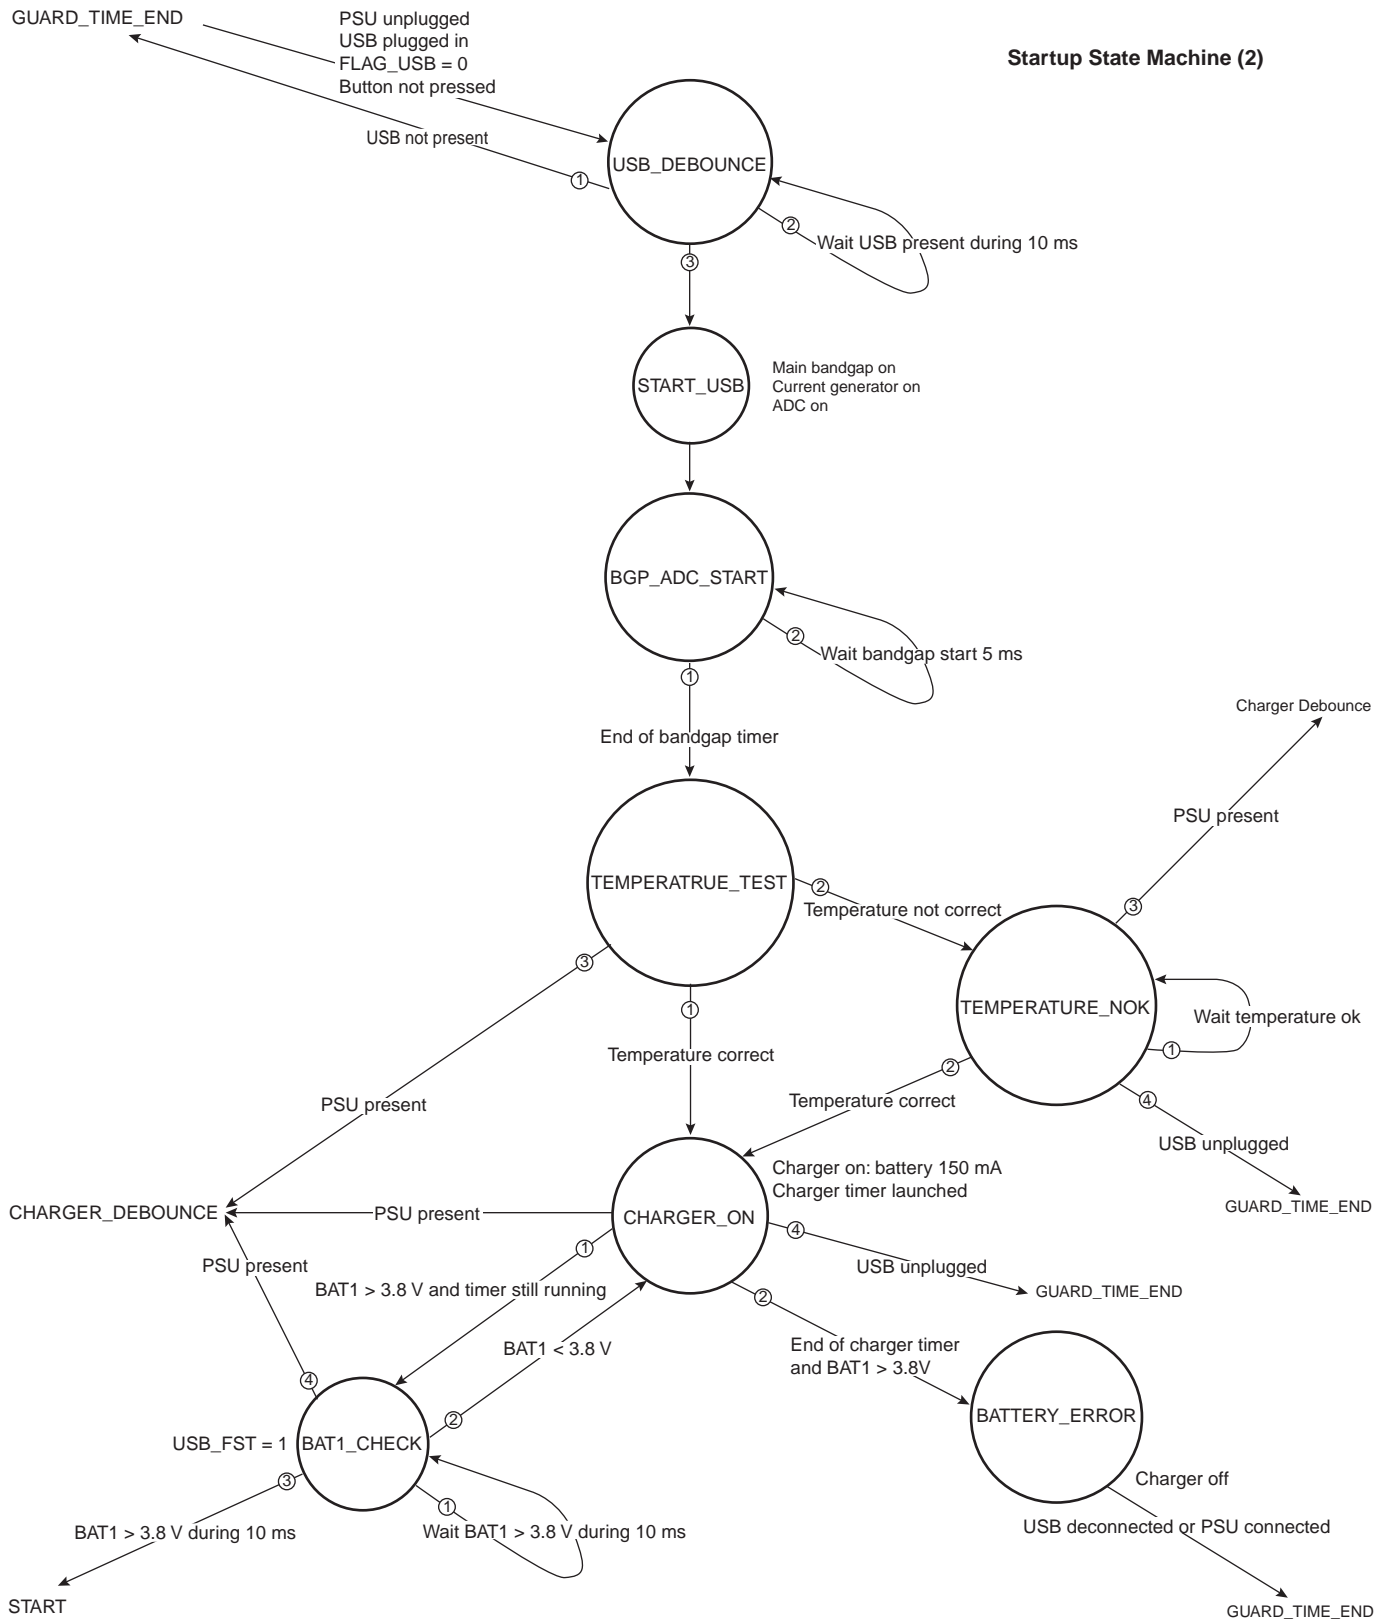 GUARD_TIME_END
PSU unplugged
USB plugged in
FLAG_USB = 0
Button not pressed
Startup State Machine (2)
USB not present
USB_DEBOUNCE
1
2
Wait USB present during 10 ms
3
START_USB
Main bandgap on
Current generator on
ADC on
BGP_ADC_START
2
Wait bandgap start 5 ms
1
End of bandgap timer
Charger Debounce
PSU present
TEMPERATRUE_TEST
2
Temperature not correct
3
3
TEMPERATURE_NOK
1
Wait temperature ok
1
Temperature correct
2
Temperature correct
4
USB unplugged
GUARD_TIME_END
PSU present
Charger on: battery 150 mA
Charger timer launched
CHARGER_DEBOUNCE
PSU present
CHARGER_ON
4
USB unplugged
GUARD_TIME_END
1
PSU present
BAT1 > 3.8 V and timer still running
2
BAT1 < 3.8 V
End of charger timer
and BAT1 > 3.8V
4
2
BATTERY_ERROR
USB_FST = 1
BAT1_CHECK
3
1
Charger off
BAT1 > 3.8 V during 10 ms
Wait BAT1 > 3.8 V during 10 ms
USB deconnected or PSU connected
START
GUARD_TIME_END